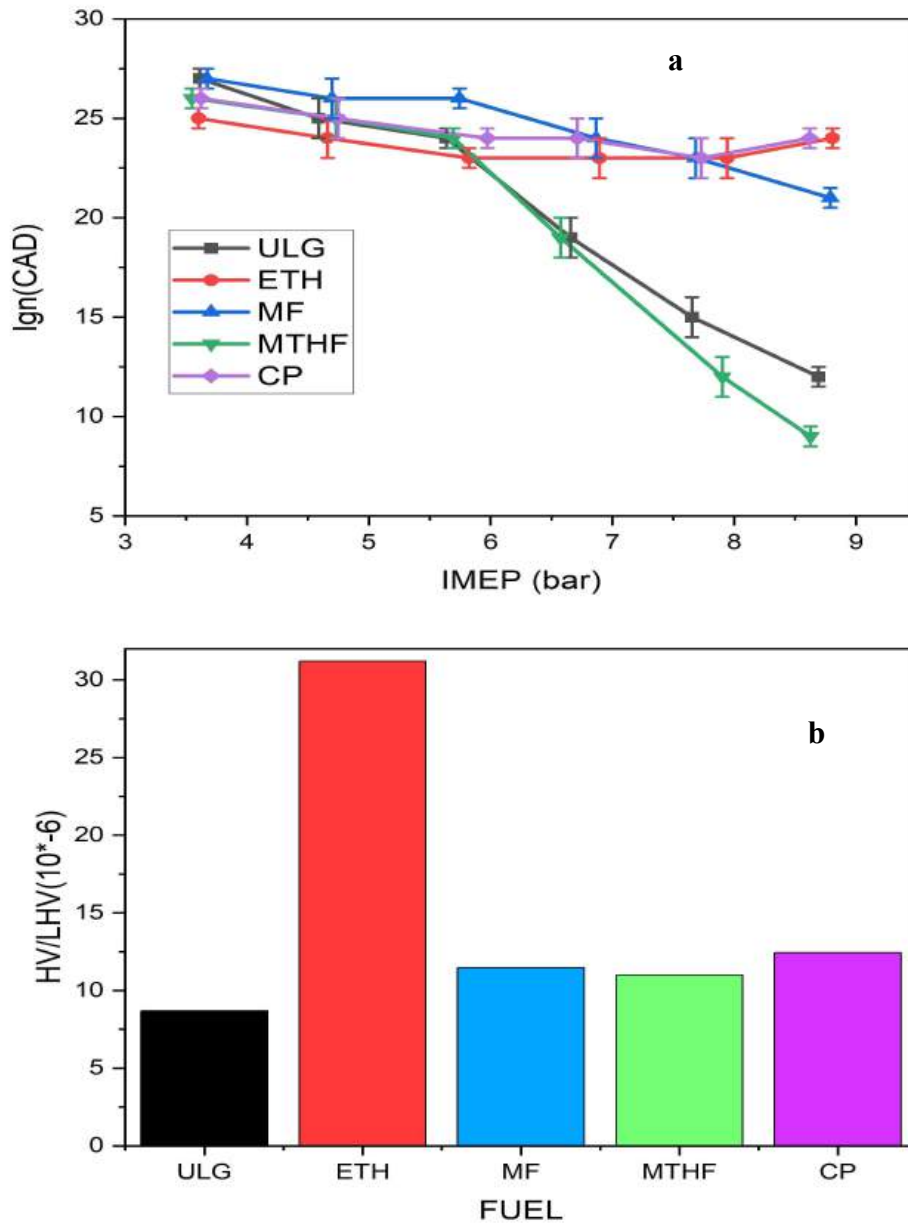 30
a
25
20
15
10
5
Ign(CAD)
ULG
ETH
MF
MTHF
CP
3 4 5 6 7 8 9
IMEP (bar)
30
b
25
20
15
10
5
0
HV/LHV(10*-6)
ULG ETH MF MTHF CP
FUEL